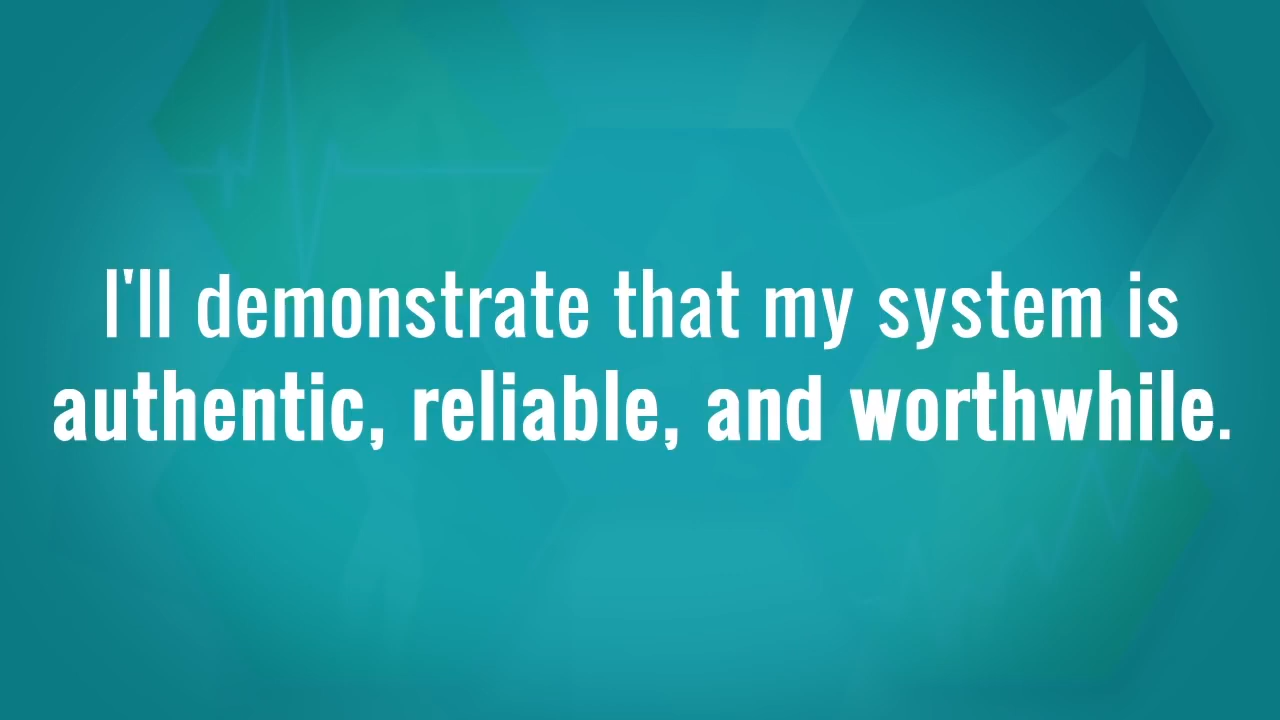 I'll demonstrate that my system is
authentic, reliable, and worthwhile.